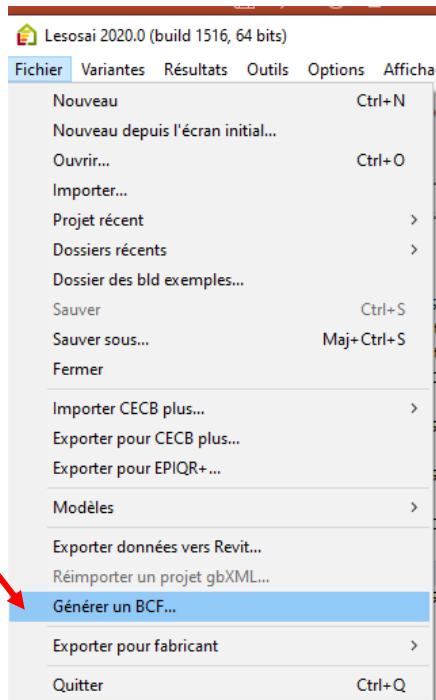 Lesosai 2020.0 (build 1516, 64 bits)
Fichier Variantes Résultats Outils Options Afficha
Nouveau Ctrl+N
Nouveau depuis l'écran initial...
Ouvrir... Ctrl+O
Importer...
Projet récent >
Dossiers récents >
Dossier des bld exemples...
Sauver Ctrl+S
Sauver sous... Maj+Ctrl+S
Fermer
Importer CECB plus... >
Exporter pour CECB plus...
Exporter pour EPIQR+...
Modèles >
Exporter données vers Revit...
Réimporter un projet gbXML...
Générer un BCF...
Exporter pour fabricant >
Quitter Ctrl+Q